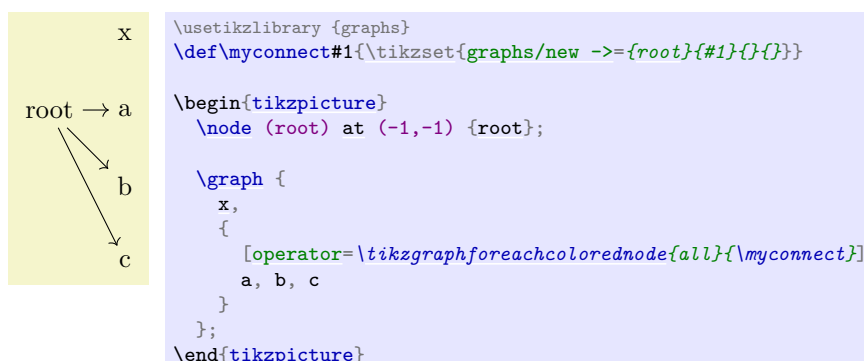 x
root → a
b
c
\usetikzlibrary {graphs}
\def\myconnect#1{\tikzset{graphs/new ->={root}{#1}{}{}}}
\begin{tikzpicture}
\node (root) at (-1,-1) {root};
\graph {
x,
{
[operator=\tikzgraphforeachcolorednode{all}{\myconnect}]
a, b, c
}
};
\end{tikzpicture}